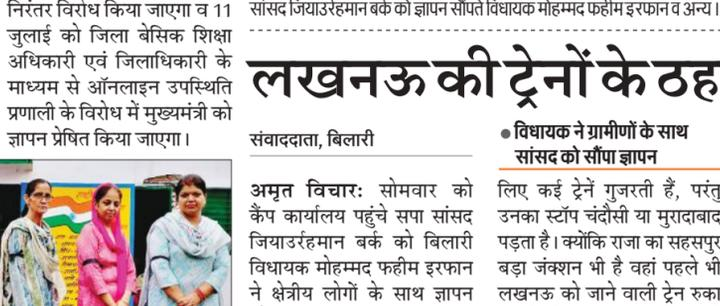 निरंतर विरोध किया जाएगा व 11
जुलाई को जिला बेसिक शिक्षा
अधिकारी एवं जिलाधिकारी के
माध्यम से ऑनलाइन उपस्थिति
प्रणाली के विरोध में मुख्यमंत्री को
ज्ञापन प्रेषित किया जाएगा।
सांसद जियाउर्रहमान बर्क को ज्ञापन सौंपते विधायक मोहम्मद फहीम इरफान व अन्य।
लखनऊ की ट्रेनों के ठह
संवाददाता, बिलारी
अमृत विचारः सोमवार को
कैंप कार्यालय पहुंचे सपा सांसद
जियाउर्रहमान बर्क को बिलारी
विधायक मोहम्मद फहीम इरफान
ने क्षेत्रीय लोगों के साथ ज्ञापन
● विधायक ने ग्रामीणों के साथ
सांसद को सौंपा ज्ञापन
लिए कई ट्रेनें गुजरती हैं, परंतु
उनका स्टॉप चंदौसी या मुरादाबाद
पड़ता है। क्योंकि राजा का सहसपुर
बड़ा जंक्शन भी है वहां पहले भी
लखनऊ को जाने वाली ट्रेन रुका